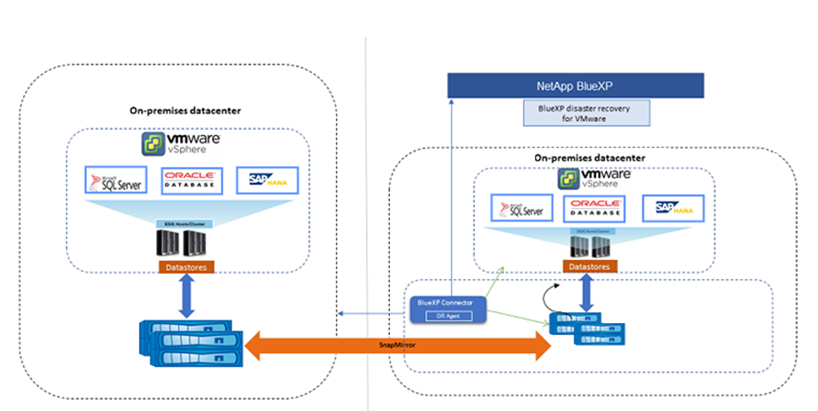 On-premises datacenter
vmware
vSphere
Microsoft
SQL Server
ORACLE
DATABASE
SAP HANA
ESXi Hosts/Cluster
Datastores
NetApp BlueXP
BlueXP disaster recovery
for VMware
On-premises datacenter
vmware
vSphere
Microsoft
SQL Server
ORACLE
DATABASE
SAP HANA
ESXi Hosts/Cluster
Datastores
BlueXP Connector
DR Agent
SnapMirror